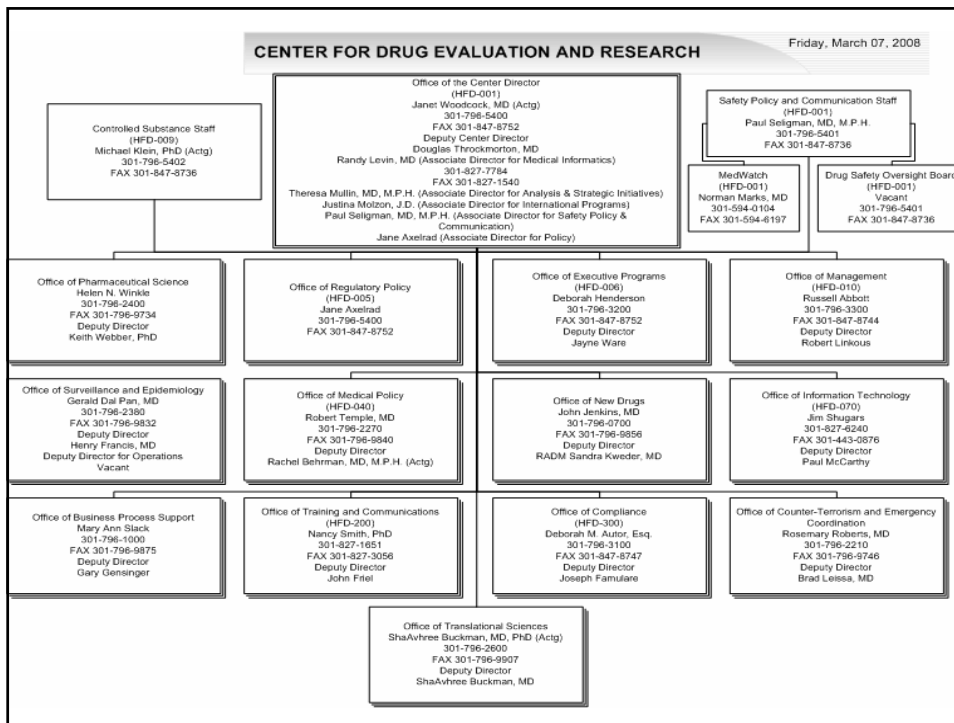 CENTER FOR DRUG EVALUATION AND RESEARCH
Friday, March 07, 2008
Office of the Center Director
(HFD-001)
Janet Woodcock, MD (Actg)
301-796-5400
FAX 301-847-8752
Deputy Center Director
Douglas Throckmorton, MD
Randy Levin, MD (Associate Director for Medical Informatics)
301-827-7784
FAX 301-827-1540
Theresa Mullin, MD, M.P.H. (Associate Director for Analysis & Strategic Initiatives)
Justina Molzon, J.D. (Associate Director for International Programs)
Paul Seligman, MD, M.P.H. (Associate Director for Safety Policy &
Communication)
Jane Axelrad (Associate Director for Policy)
Controlled Substance Staff
(HFD-009)
Michael Klein, PhD (Actg)
301-796-5402
FAX 301-847-8736
Safety Policy and Communication Staff
(HFD-001)
Paul Seligman, MD, M.P.H.
301-796-5401
FAX 301-847-8736
MedWatch
(HFD-001)
Norman Marks, MD
301-594-0104
FAX 301-594-6197
Drug Safety Oversight Board
(HFD-001)
Vacant
301-796-5401
FAX 301-847-8736
Office of Pharmaceutical Science
Helen N. Winkle
301-796-2400
FAX 301-796-9734
Deputy Director
Keith Webber, PhD
Office of Regulatory Policy
(HFD-005)
Jane Axelrad
301-796-5400
FAX 301-847-8752
Office of Executive Programs
(HFD-006)
Deborah Henderson
301-796-3200
FAX 301-847-8752
Deputy Director
Jayne Ware
Office of Management
(HFD-010)
Russell Abbott
301-796-3300
FAX 301-847-8744
Deputy Director
Robert Linkous
Office of Surveillance and Epidemiology
Gerald Dal Pan, MD
301-796-2380
FAX 301-796-9832
Deputy Director
Henry Francis, MD
Deputy Director for Operations
Vacant
Office of Medical Policy
(HFD-040)
Robert Temple, MD
301-796-2270
FAX 301-796-9840
Deputy Director
Rachel Behrman, MD, M.P.H. (Actg)
Office of New Drugs
John Jenkins, MD
301-796-0700
FAX 301-796-9856
Deputy Director
RADM Sandra Kweder, MD
Office of Information Technology
(HFD-070)
Jim Shugars
301-827-6240
FAX 301-443-0876
Deputy Director
Paul McCarthy
Office of Business Process Support
Mary Ann Slack
301-796-1000
FAX 301-796-9875
Deputy Director
Gary Gensinger
Office of Training and Communications
(HFD-200)
Nancy Smith, PhD
301-827-1651
FAX 301-827-3056
Deputy Director
John Friel
Office of Compliance
(HFD-300)
Deborah M. Autor, Esq.
301-796-3100
FAX 301-847-8747
Deputy Director
Joseph Famulare
Office of Counter-Terrorism and Emergency
Coordination
Rosemary Roberts, MD
301-796-2210
FAX 301-796-9746
Deputy Director
Brad Leissa, MD
Office of Translational Sciences
ShaAvhree Buckman, MD, PhD (Actg)
301-796-2600
FAX 301-796-9907
Deputy Director
ShaAvhree Buckman, MD